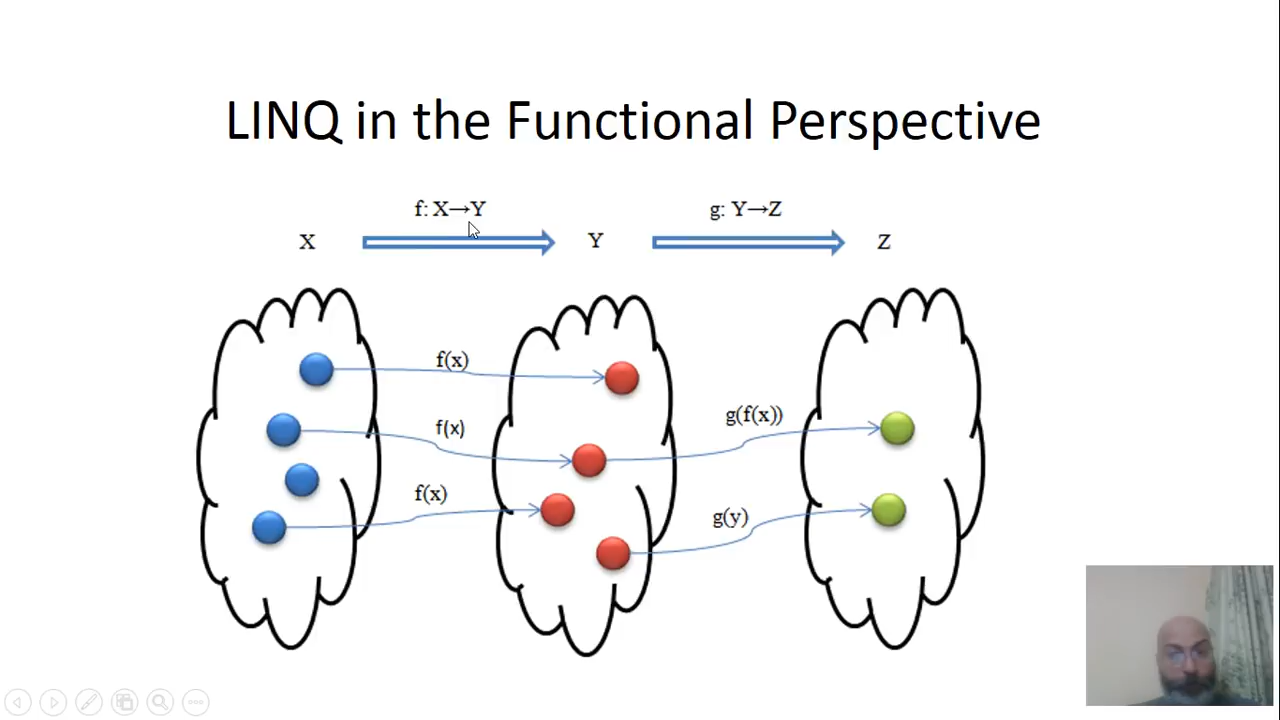 LINQ in the Functional Perspective
f: X→Y
g: Y→Z
X
Y
Z
f(x)
f(x)
g(f(x))
f(x)
g(y)